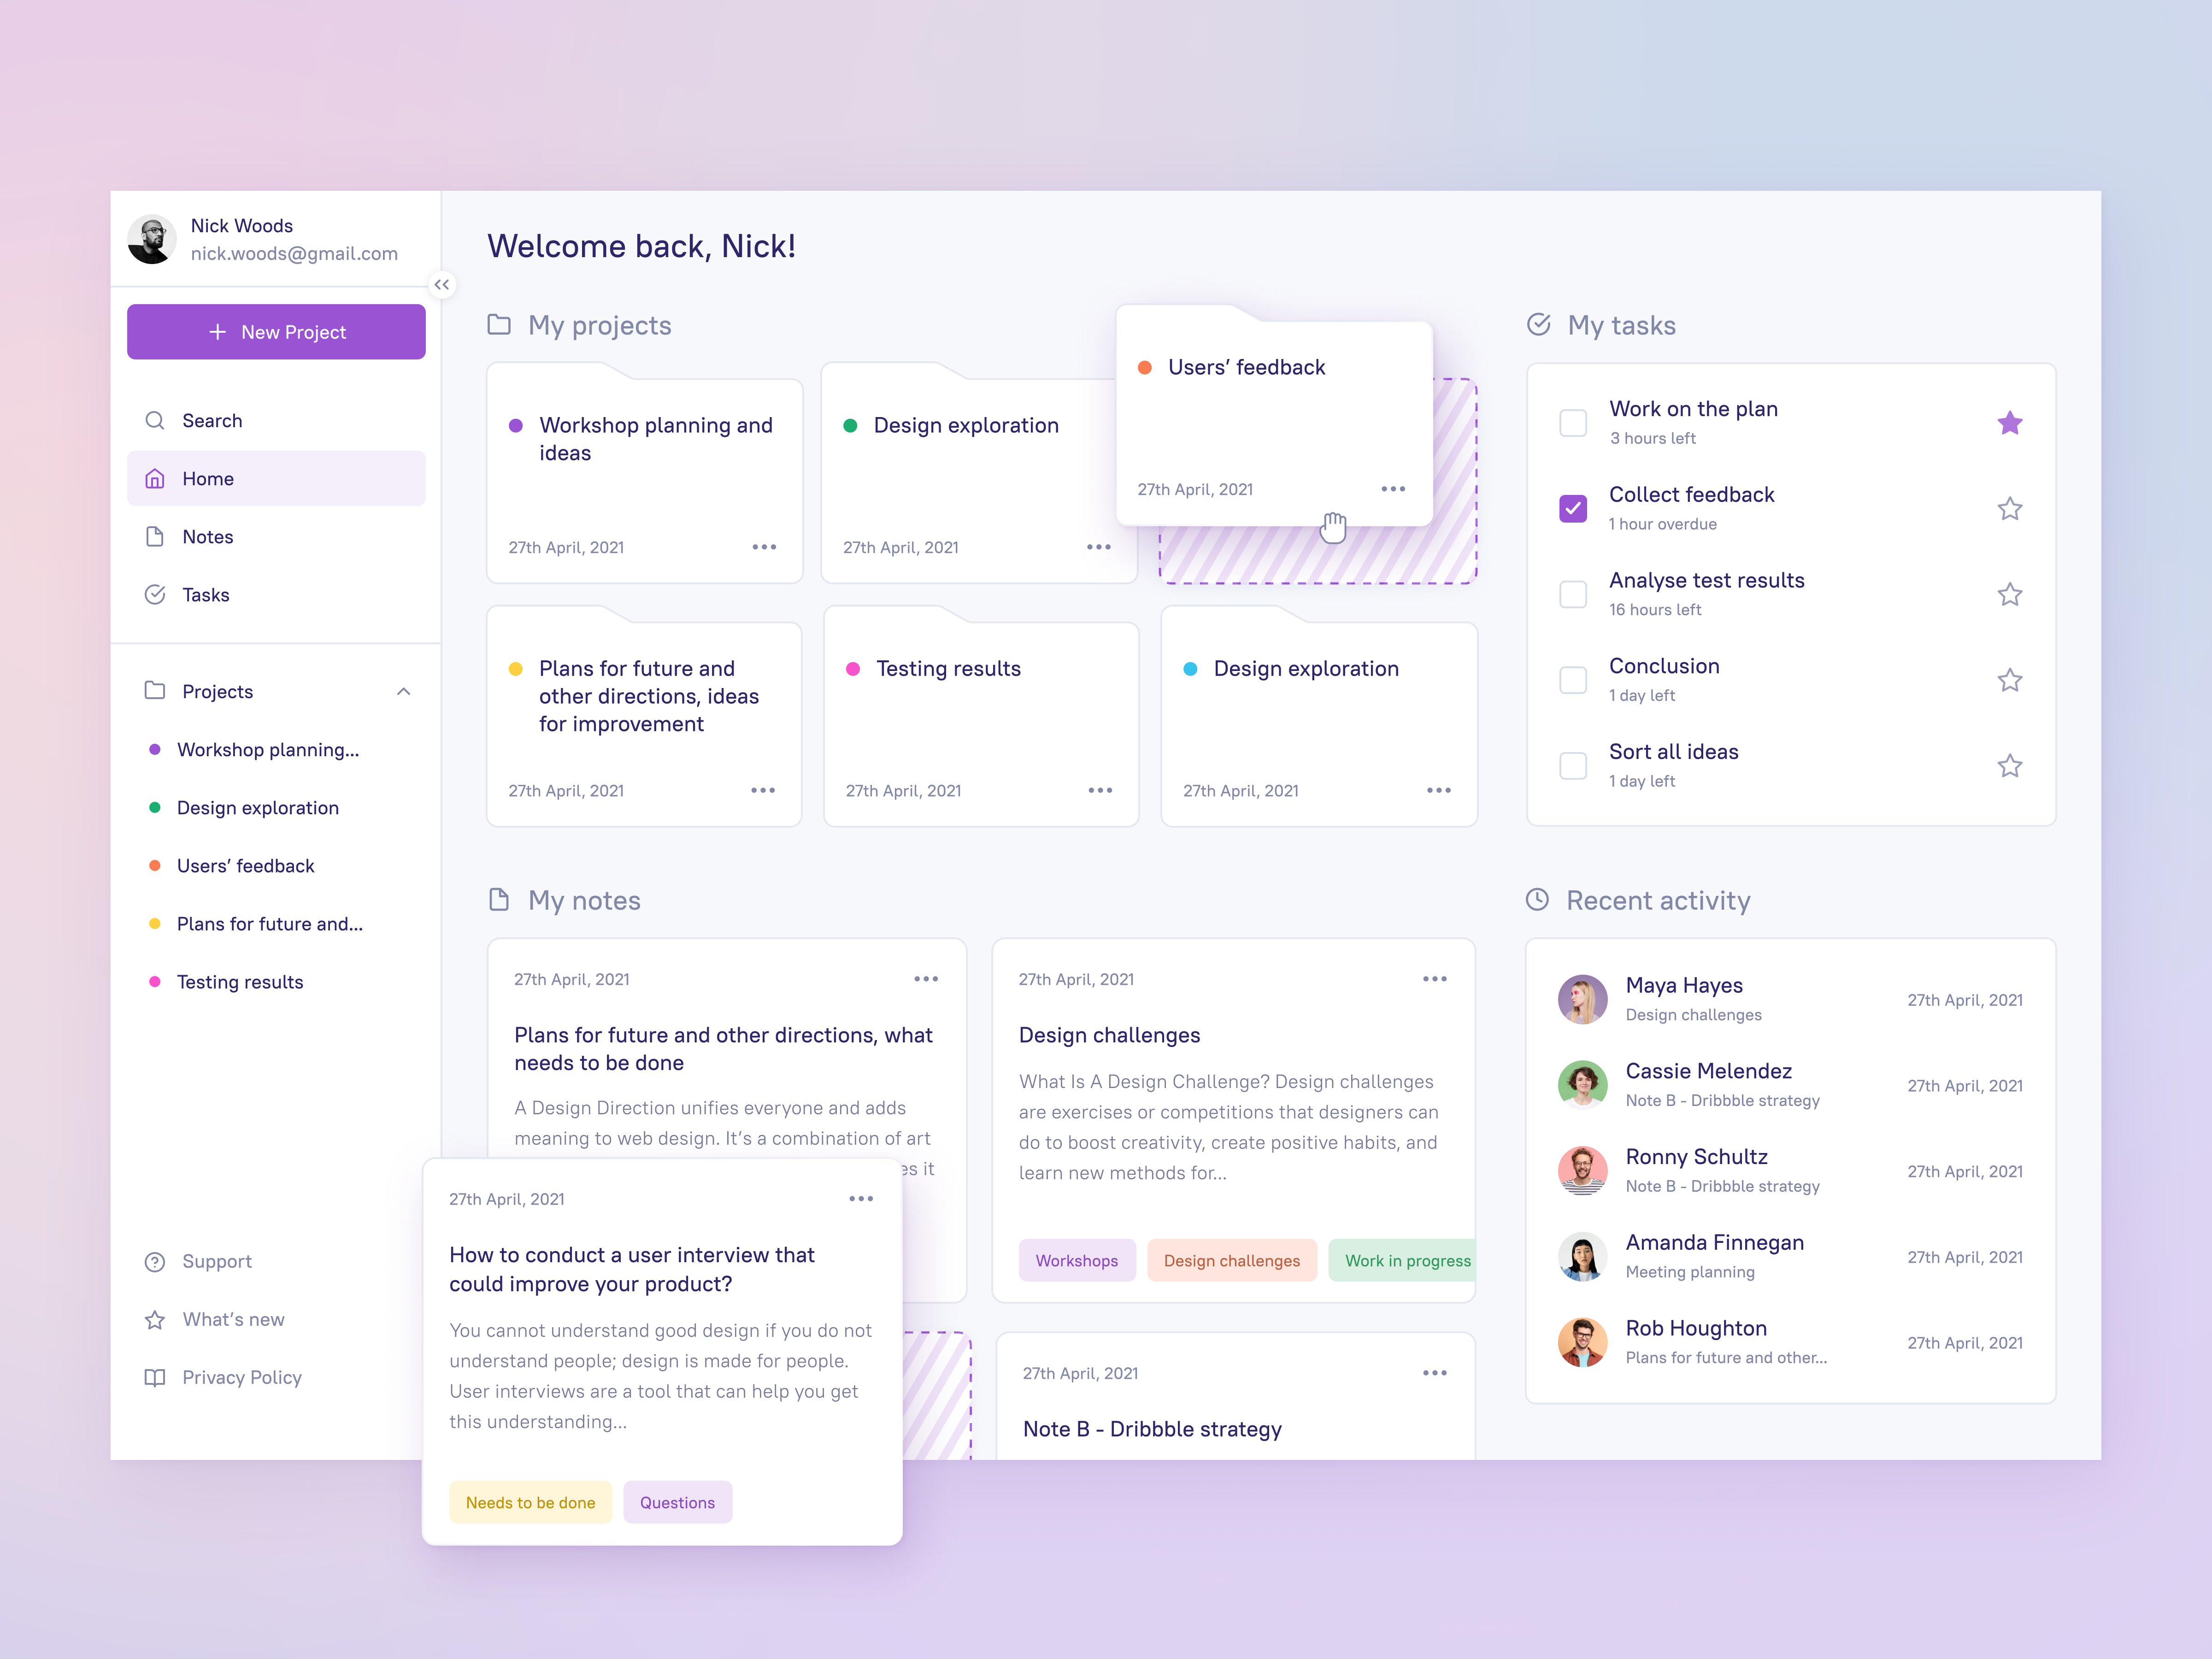 Nick Woods
nick.woods@gmail.com
New Project
Search
Home
Notes
Tasks
Projects
Workshop planning...
Design exploration
Users’ feedback
Plans for future and...
Testing results
Support
What’s new
Privacy Policy
Welcome back, Nick!
My projects
Workshop planning and
ideas
27th April, 2021
Design exploration
27th April, 2021
Users’ feedback
27th April, 2021
Plans for future and
other directions, ideas
for improvement
27th April, 2021
Testing results
27th April, 2021
Design exploration
27th April, 2021
My tasks
Work on the plan
3 hours left
Collect feedback
1 hour overdue
Analyse test results
16 hours left
Conclusion
1 day left
Sort all ideas
1 day left
My notes
27th April, 2021
Plans for future and other directions, what
needs to be done
A Design Direction unifies everyone and adds
meaning to web design. It’s a combination of art
it
27th April, 2021
Design challenges
What Is A Design Challenge? Design challenges
are exercises or competitions that designers can
do to boost creativity, create positive habits, and
learn new methods for...
Workshops
Design challenges
Work in progress
27th April, 2021
How to conduct a user interview that
could improve your product?
You cannot understand good design if you do not
understand people; design is made for people.
User interviews are a tool that can help you get
this understanding...
Needs to be done
Questions
27th April, 2021
Note B - Dribbble strategy
Recent activity
Maya Hayes
Design challenges
27th April, 2021
Cassie Melendez
Note B - Dribbble strategy
27th April, 2021
Ronny Schultz
Note B - Dribbble strategy
27th April, 2021
Amanda Finnegan
Meeting planning
27th April, 2021
Rob Houghton
Plans for future and other...
27th April, 2021